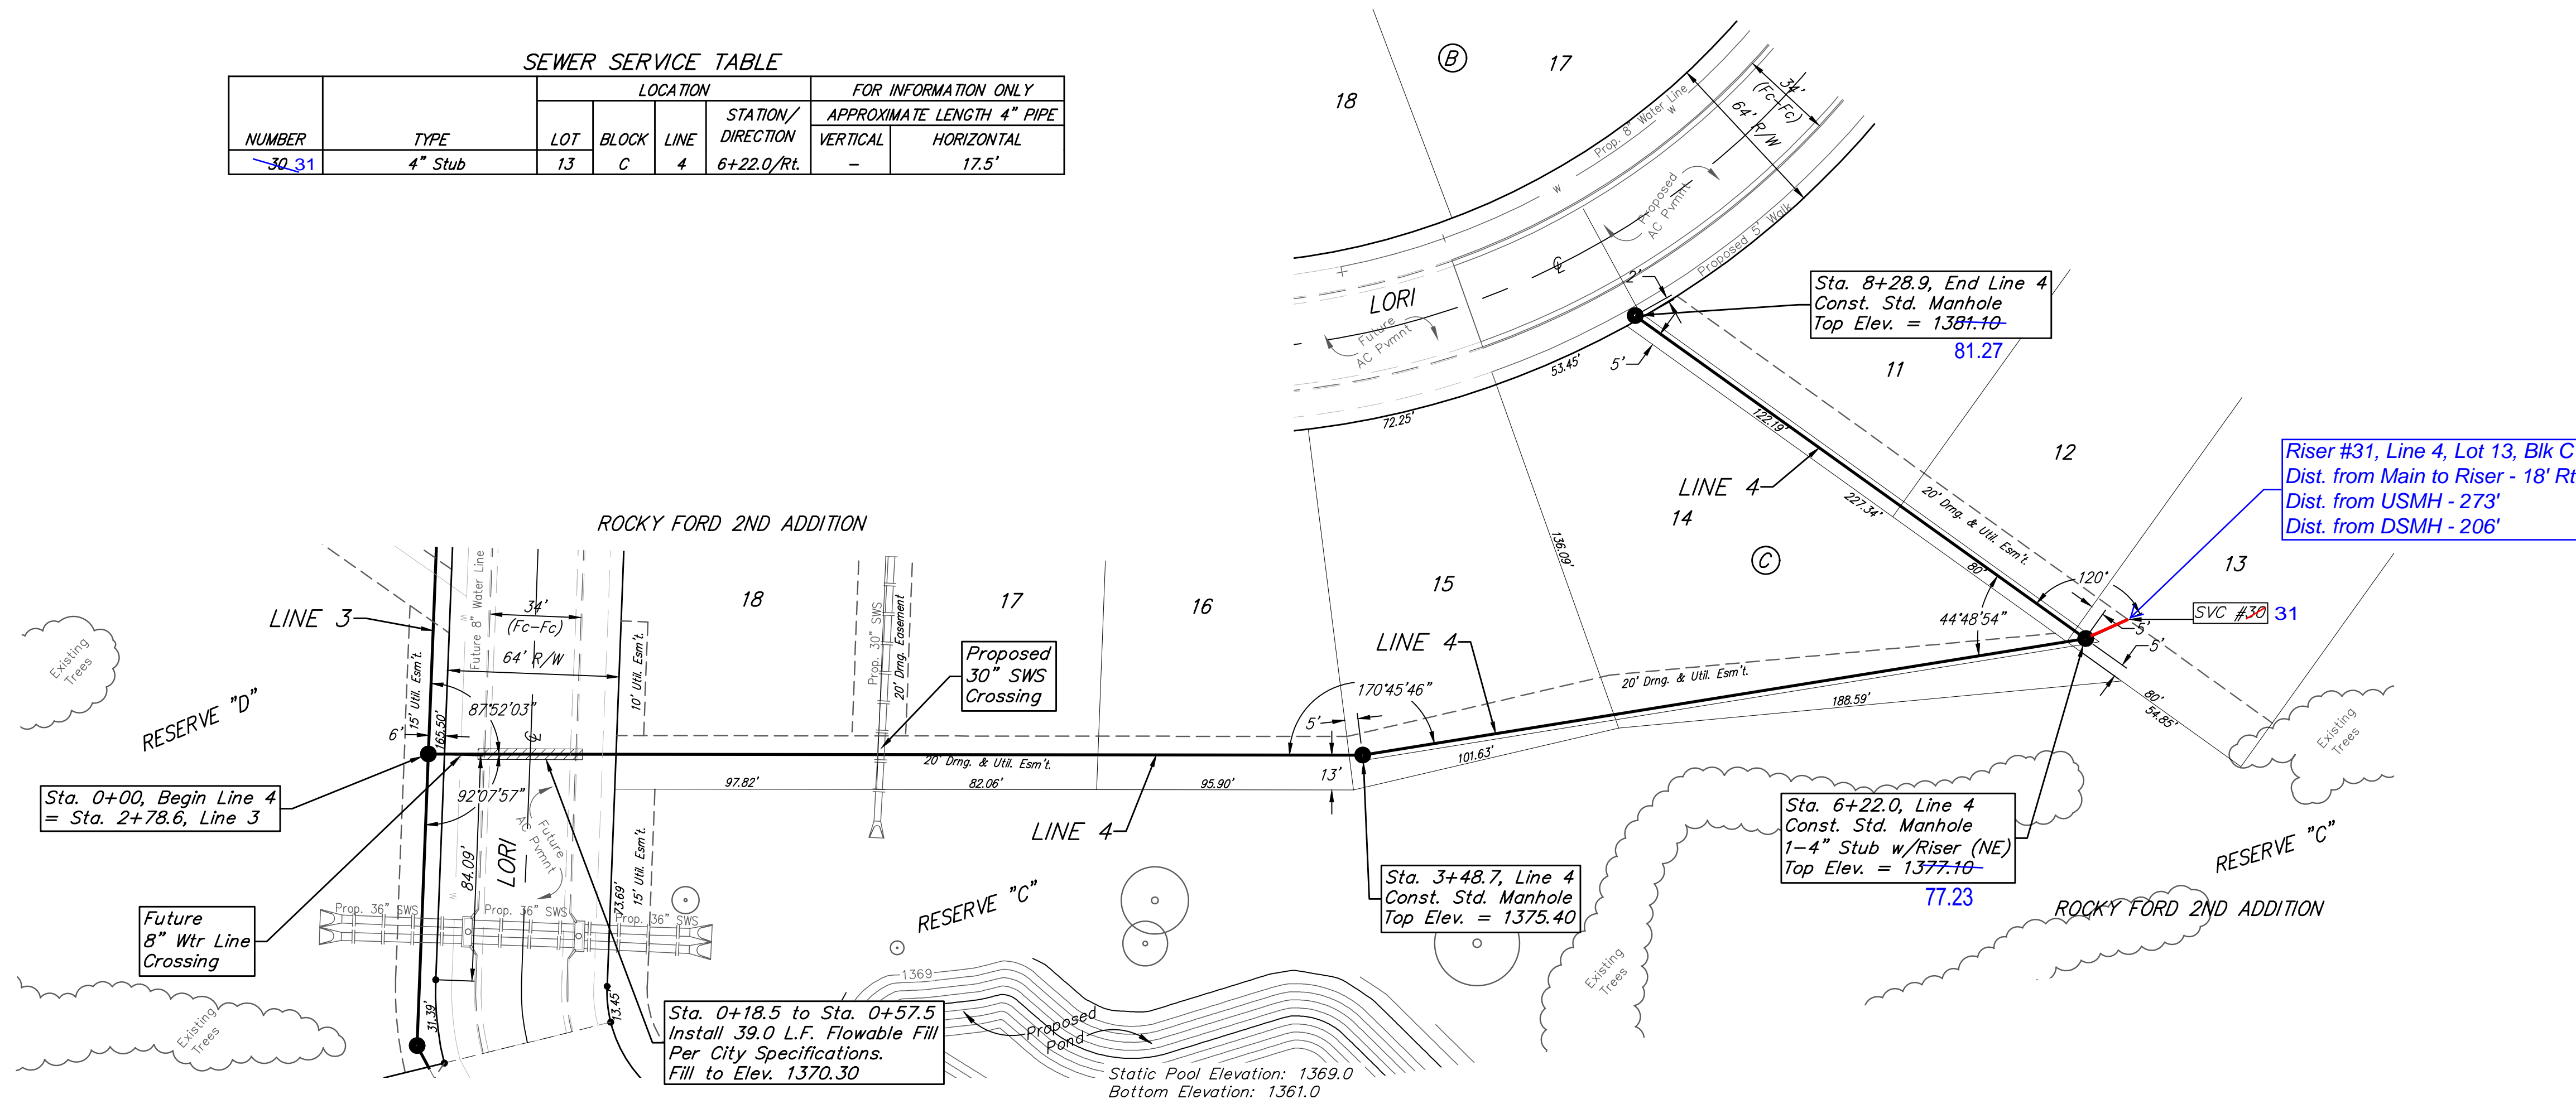 SEWER SERVICE TABLE
LOCATION
FOR INFORMATION ONLY
STATION/
DIRECTION
APPROXIMATE LENGTH 4" PIPE
NUMBER
TYPE
LOT
BLOCK
LINE
VERTICAL
HORIZONTAL
30 31
4" Stub
13
C
4
6+22.0/Rt.
-
17.5'
18
B
17
Prop. 8" Water Line
W
W
34'
(Fc-Fc)
64' R/W
Proposed
AC Pvmnt
Proposed 5' Walk
LORI
Future
AC Pvmnt
2'
5'
53.45'
72.25'
Sta. 8+28.9, End Line 4
Const. Std. Manhole
Top Elev. = 1381.10
81.27
11
12
13
122.19'
LINE 4
227.34'
20' Drng. & Util. Esm't.
80'
120°
Riser #31, Line 4, Lot 13, Blk C
Dist. from Main to Riser - 18' Rt
Dist. from USMH - 273'
Dist. from DSMH - 206'
SVC #30 31
5'
5'
80'
54.85'
44°48'54"
14
C
136.09'
15
ROCKY FORD 2ND ADDITION
LINE 3
Future 8" Water Line
W
34'
(Fc-Fc)
64' R/W
15' Util. Esm't.
10' Util. Esm't.
18
Prop. 30" SWS
20' Drng. Easement
17
16
Proposed
30" SWS
Crossing
LINE 4
170°45'46"
5'
20' Drng. & Util. Esm't.
188.59'
101.63'
13'
Existing
Trees
RESERVE "D"
87°52'03"
6'
165.50'
℄
20' Drng. & Util. Esm't.
97.82'
82.06'
95.90'
LINE 4
Sta. 0+00, Begin Line 4
= Sta. 2+78.6, Line 3
92°07'57"
Future
AC Pvmnt
LORI
84.09'
15' Util. Esm't.
73.69'
W
Prop. 36" SWS
Prop. 36" SWS
Prop. 36" SWS
Future
8" Wtr Line
Crossing
31.39'
13.45'
Existing
Trees
Sta. 0+18.5 to Sta. 0+57.5
Install 39.0 L.F. Flowable Fill
Per City Specifications.
Fill to Elev. 1370.30
RESERVE "C"
1369
Proposed
Pond
Static Pool Elevation: 1369.0
Bottom Elevation: 1361.0
Sta. 3+48.7, Line 4
Const. Std. Manhole
Top Elev. = 1375.40
Sta. 6+22.0, Line 4
Const. Std. Manhole
1-4" Stub w/Riser (NE)
Top Elev. = 1377.10
77.23
Existing
Trees
Existing
Trees
RESERVE "C"
ROCKY FORD 2ND ADDITION